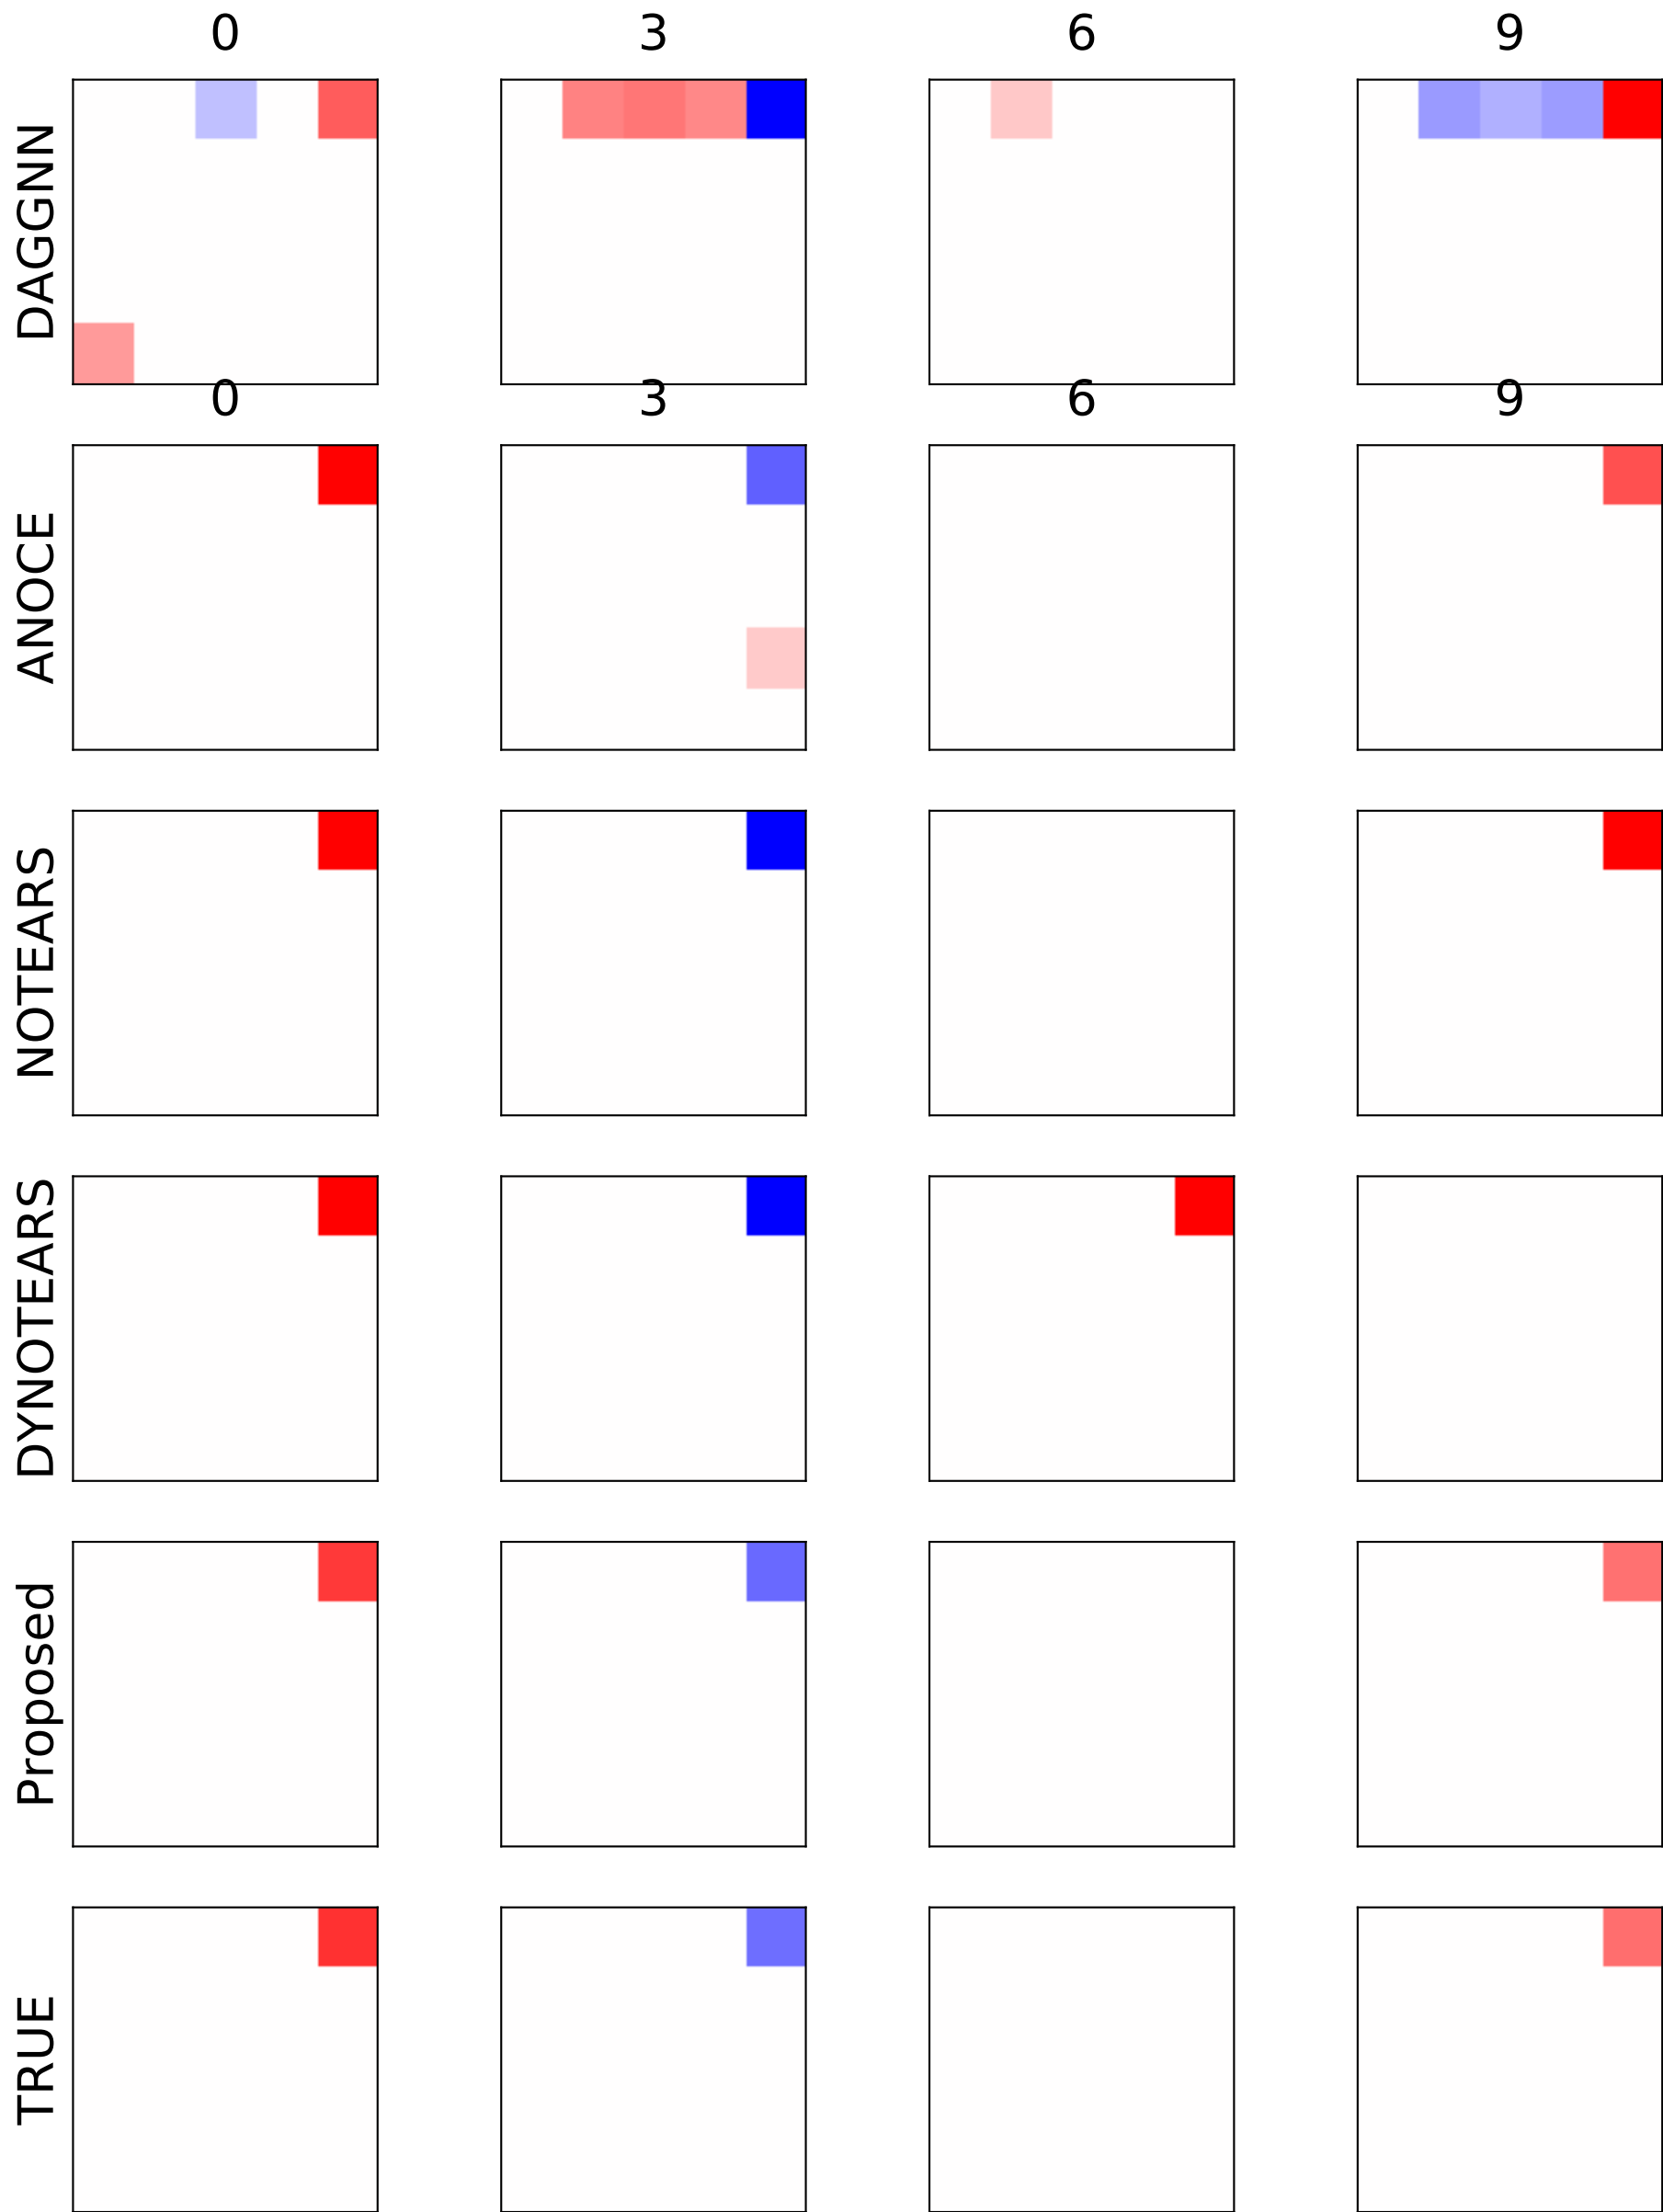 0 3 6 9
DAGGNN
0 3 6 9
ANOCE
NOTEARS
DYNOTEARS
Proposed
TRUE